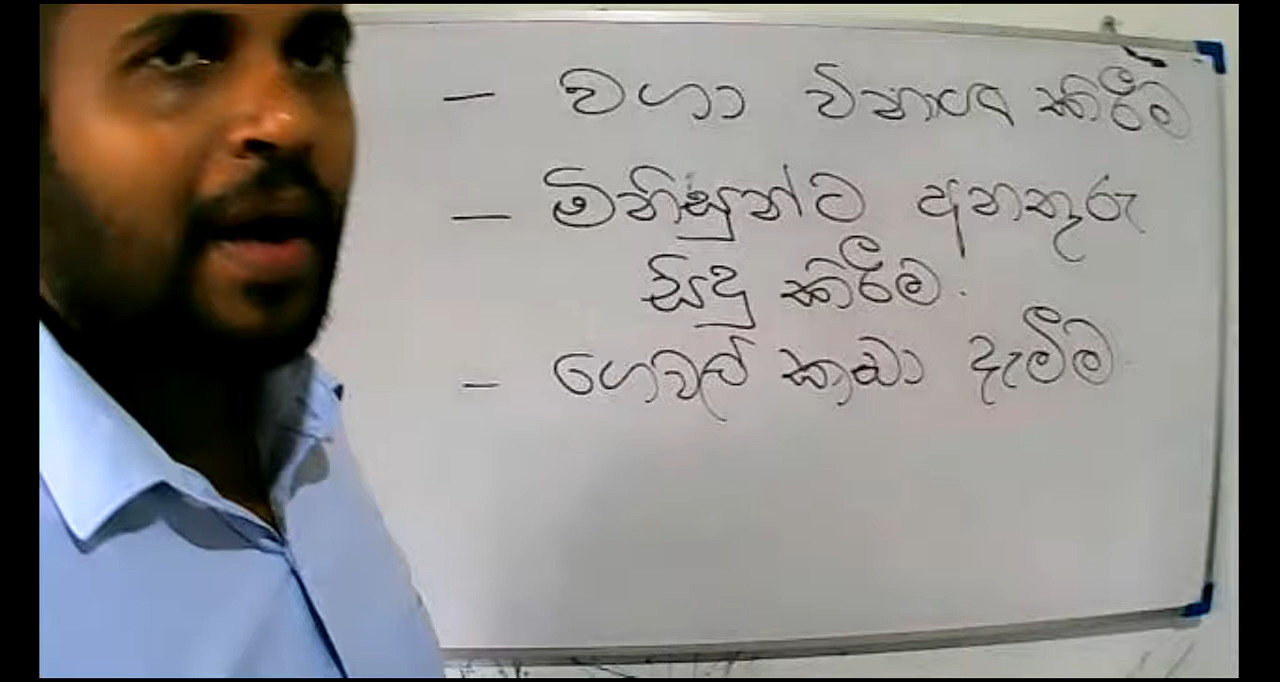 – වගා විනාශ කිරීම
– මිනිසුන්ට අනතුරු
සිදු කිරීම.
– ගෙවල් කඩා දැමීම